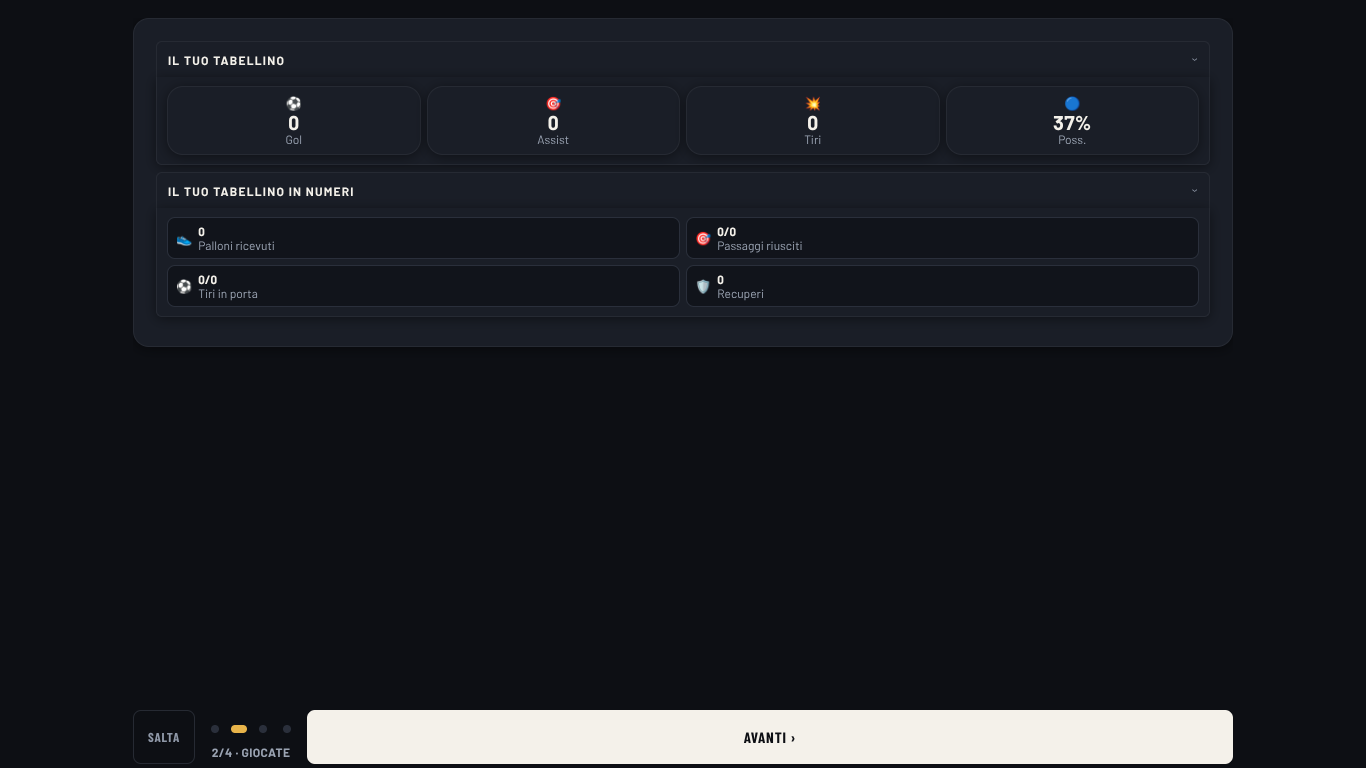 IL TUO TABELLINO
0
Gol
0
Assist
0
Tiri
37%
Poss.
IL TUO TABELLINO IN NUMERI
0
Palloni ricevuti
0/0
Passaggi riusciti
0/0
Tiri in porta
0
Recuperi
SALTA
2/4 · GIOCATE
AVANTI ›